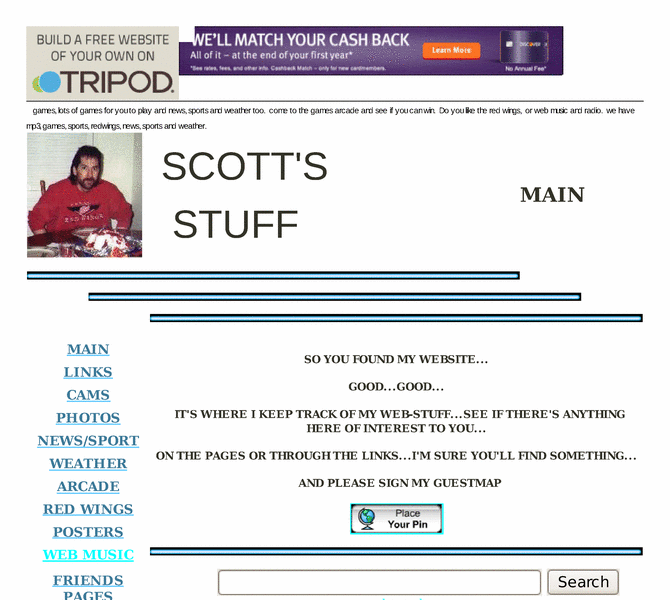 BUILD A FREE WEBSITE
OF YOUR OWN ON
TRIPOD.
WE'LL MATCH YOUR CASH BACK
All of it – at the end of your first year*
*See rates, fees, and other info. Cashback Match – only for new cardmembers.
Learn More
DISCOVER
No Annual Fee*
games, lots of games for you to play and news, sports and weather too. come to the games arcade and see if you can win. Do you like the red wings, or web music and radio. we have
mp3, games, sports, redwings, news, sports and weather.
SCOTT'S
STUFF
MAIN
MAIN
LINKS
CAMS
PHOTOS
NEWS/SPORT
WEATHER
ARCADE
RED WINGS
POSTERS
WEB MUSIC
FRIENDS
PAGES
SO YOU FOUND MY WEBSITE...
GOOD...GOOD...
IT'S WHERE I KEEP TRACK OF MY WEB-STUFF...SEE IF THERE'S ANYTHING
HERE OF INTEREST TO YOU...
ON THE PAGES OR THROUGH THE LINKS...I'M SURE YOU'LL FIND SOMETHING...
AND PLEASE SIGN MY GUESTMAP
Place
Your Pin
Search